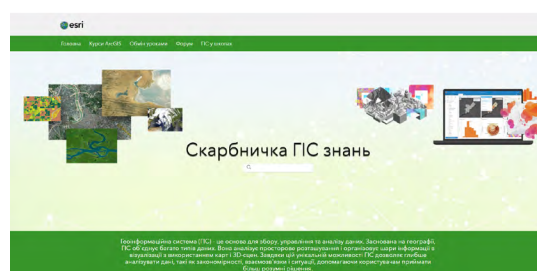 esri
Головна Курси ArcGIS Обмін уроками Форум ГІС у школах
Скарбничка ГІС знань
Геоінформаційна система (ГІС) - це основа для збору, управління та аналізу даних. Заснована на географії,
ГІС об'єднує багато типів даних. Вона аналізує просторове розташування і організовує шари інформації в
візуалізації з використанням карт і 3D-сцен. Завдяки цій унікальній можливості ГІС дозволяє глибше
аналізувати дані, такі як закономірності, взаємозв'язки і ситуації, допомагаючи користувачам приймати
більш розумні рішення.